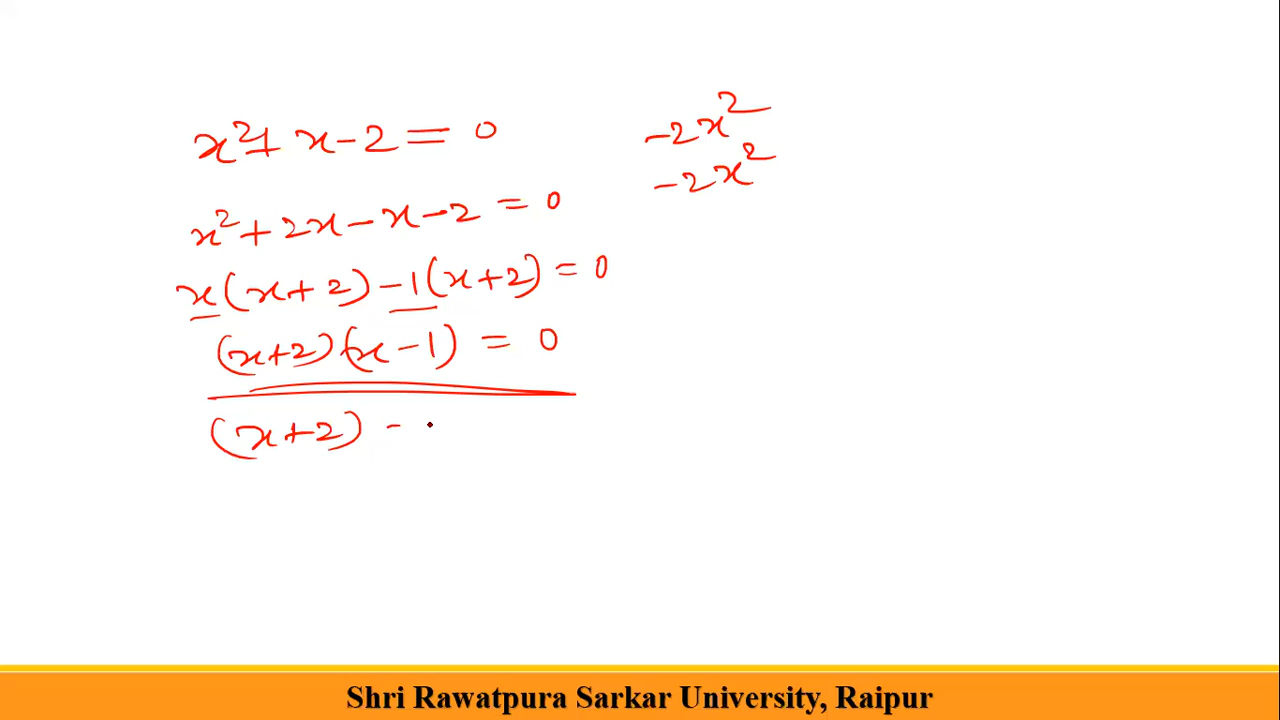 x² + x - 2 = 0
-2x²
-2x²
x² + 2x - x - 2 = 0
x(x+2) - 1(x+2) = 0
(x+2)(x-1) = 0
(x+2) -
Shri Rawatpura Sarkar University, Raipur